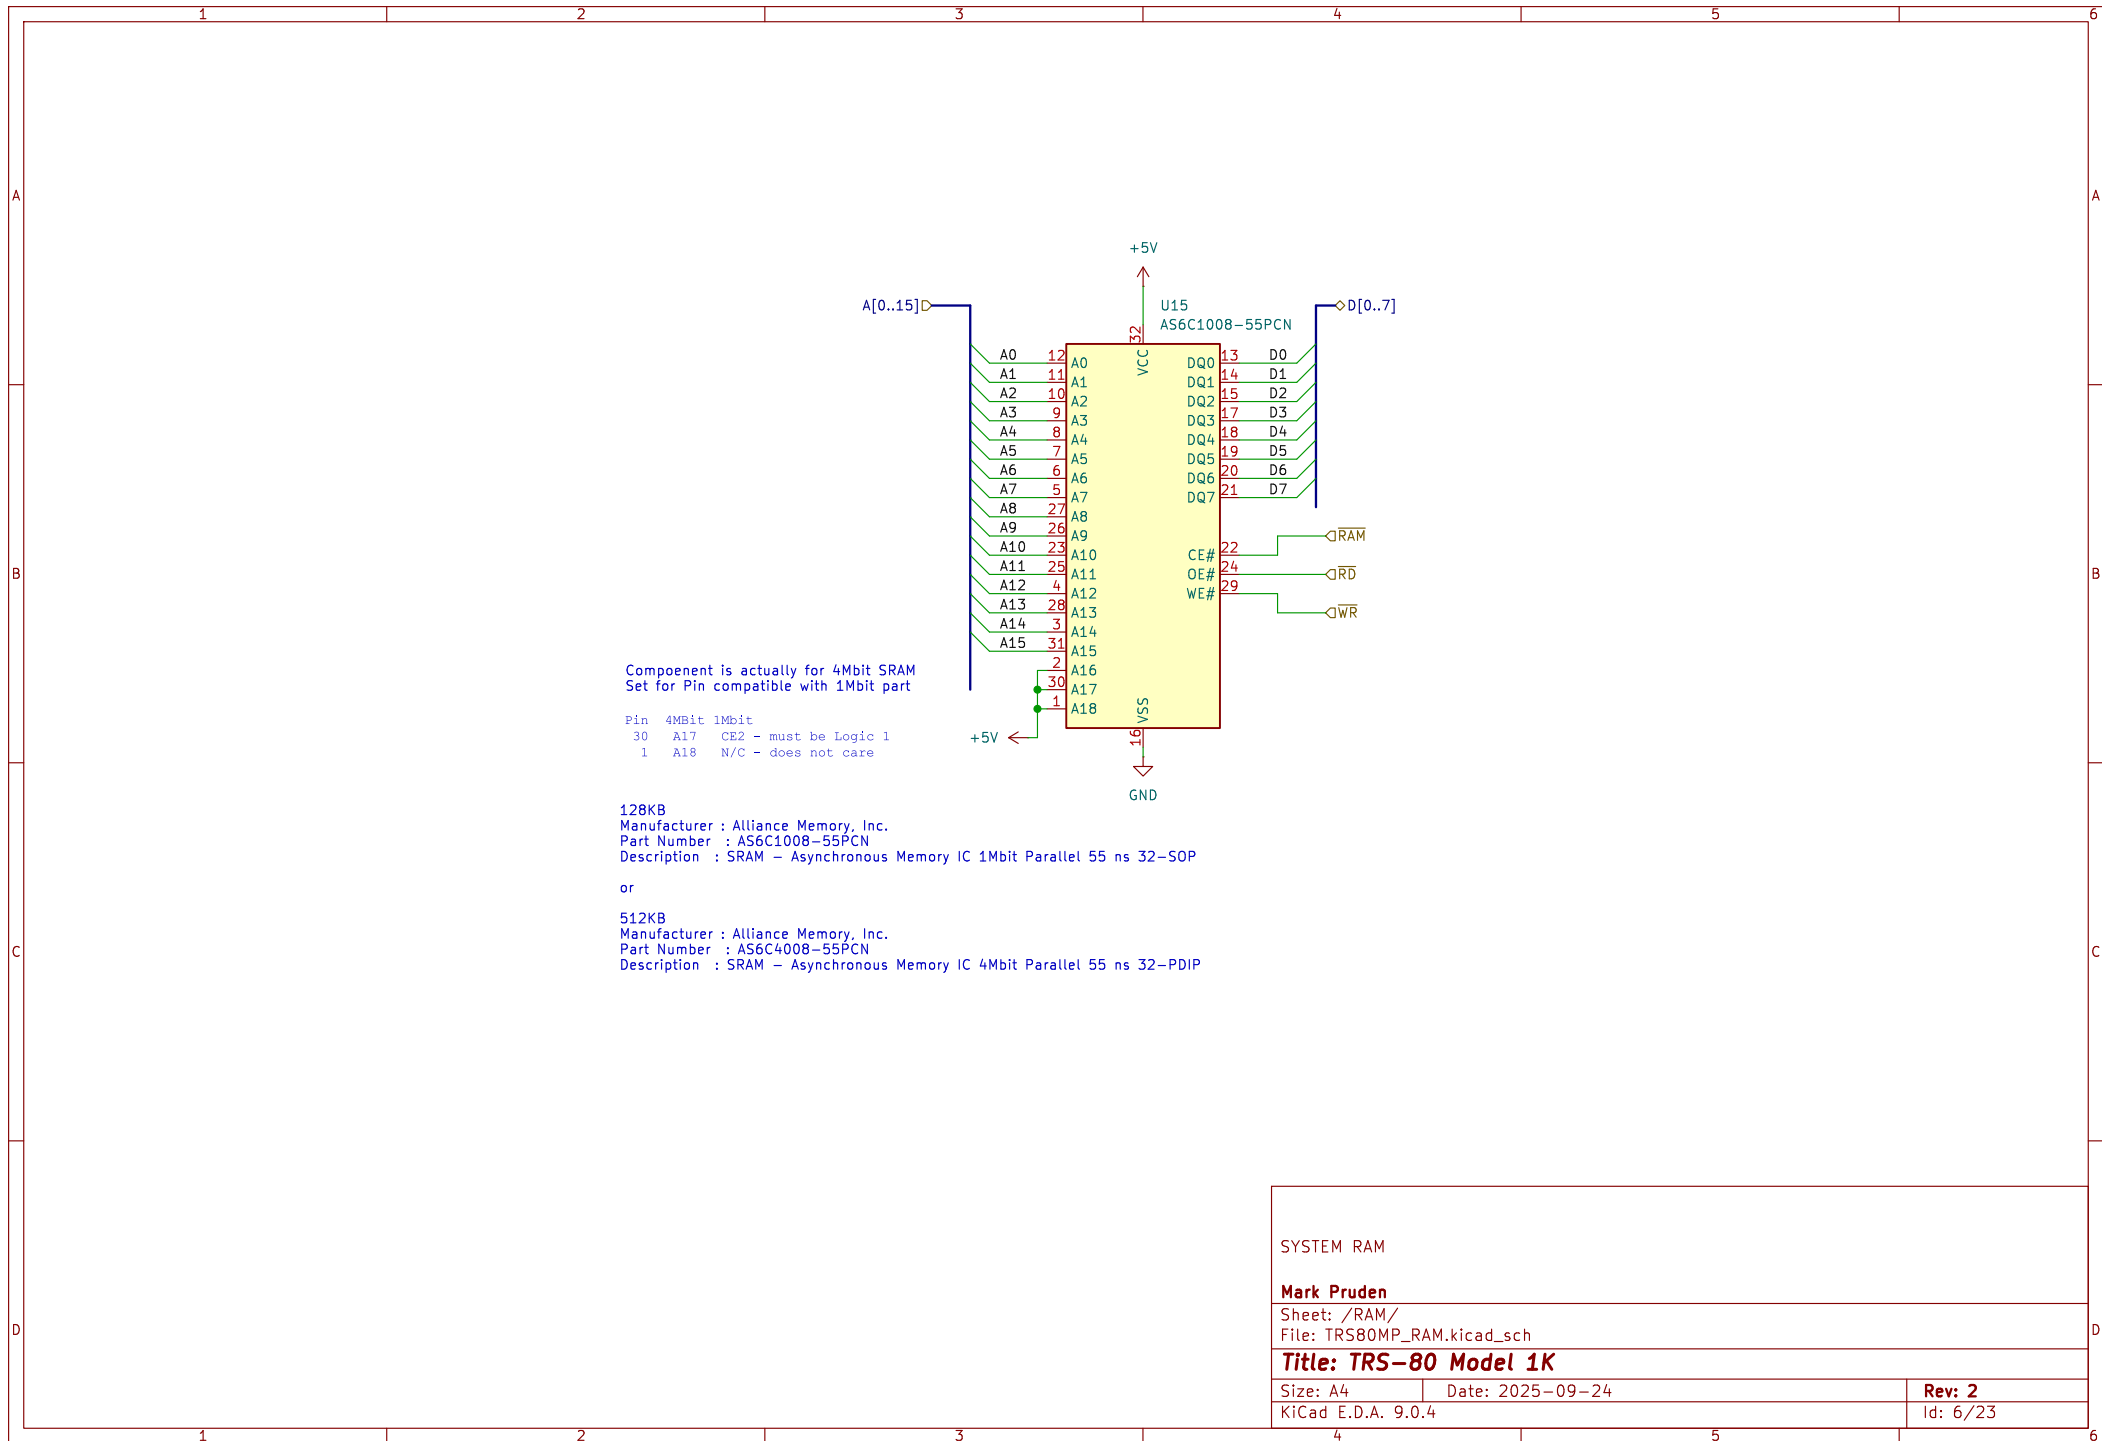 1 2 3 4 5 6
A A
B B
C C
D D
+5V
A[0..15]
D[0..7]
U15
AS6C1008-55PCN
32
VCC
A0 12 A0 DQ0 13 D0
A1 11 A1 DQ1 14 D1
A2 10 A2 DQ2 15 D2
A3 9 A3 DQ3 17 D3
A4 8 A4 DQ4 18 D4
A5 7 A5 DQ5 19 D5
A6 6 A6 DQ6 20 D6
A7 5 A7 DQ7 21 D7
A8 27 A8
A9 26 A9 RAM
A10 23 A10 CE# 22
A11 25 A11 OE# 24 RD
A12 4 A12 WE# 29
A13 28 A13 WR
A14 3 A14
A15 31 A15
2 A16
30 A17
1 A18
VSS
16
+5V
GND
Compoenent is actually for 4Mbit SRAM
Set for Pin compatible with 1Mbit part
Pin 4MBit 1Mbit
30 A17 CE2 - must be Logic 1
1 A18 N/C - does not care
128KB
Manufacturer : Alliance Memory, Inc.
Part Number : AS6C1008-55PCN
Description : SRAM - Asynchronous Memory IC 1Mbit Parallel 55 ns 32-SOP
or
512KB
Manufacturer : Alliance Memory, Inc.
Part Number : AS6C4008-55PCN
Description : SRAM - Asynchronous Memory IC 4Mbit Parallel 55 ns 32-PDIP
SYSTEM RAM
Mark Pruden
Sheet: /RAM/
File: TRS80MP_RAM.kicad_sch
Title: TRS-80 Model 1K
Size: A4 Date: 2025-09-24 Rev: 2
KiCad E.D.A. 9.0.4 Id: 6/23
1 2 3 4 5 6